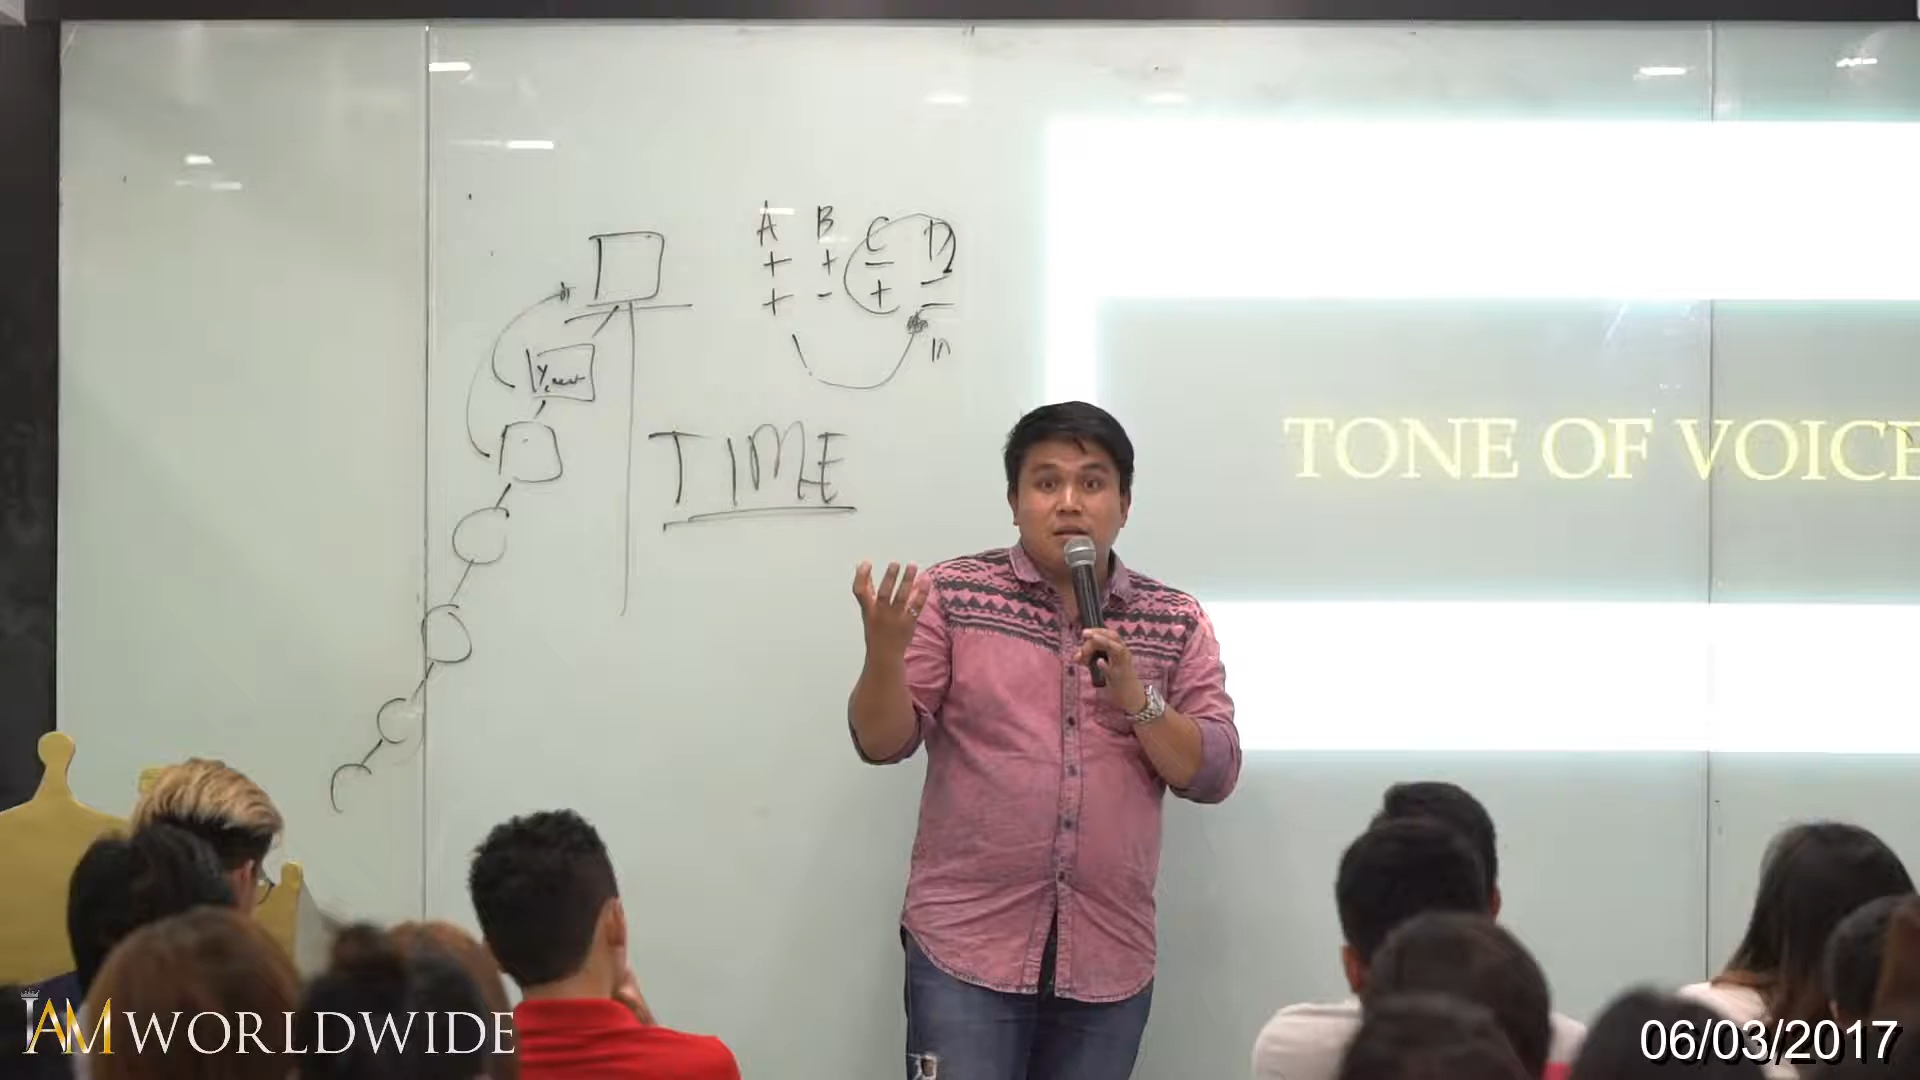 A B C D
+ + - -
+ - + -
TIME
TONE OF VOICE
IAM WORLDWIDE
06/03/2017